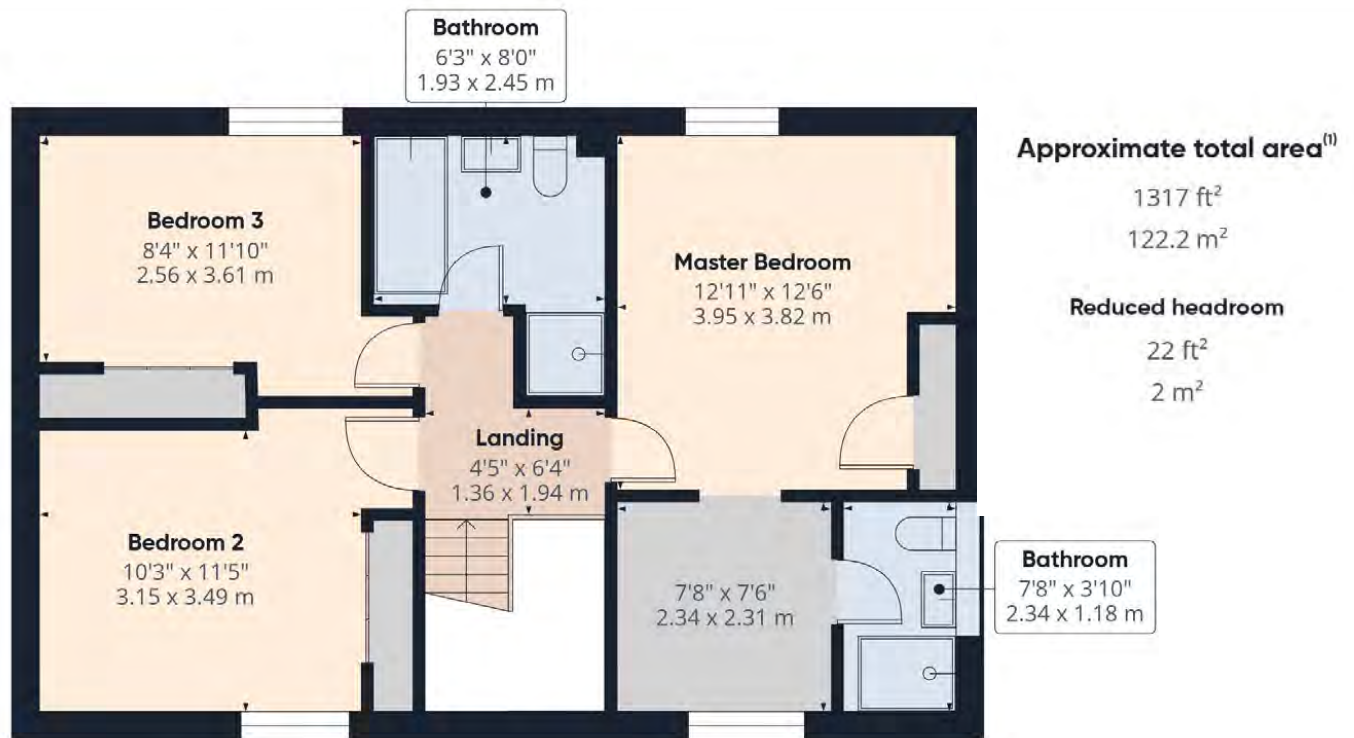 Bathroom
6'3" x 8'0"
1.93 x 2.45 m
Approximate total area(1)
1317 ft²
122.2 m²
Reduced headroom
22 ft²
2 m²
Bedroom 3
8'4" x 11'10"
2.56 x 3.61 m
Master Bedroom
12'11" x 12'6"
3.95 x 3.82 m
Landing
4'5" x 6'4"
1.36 x 1.94 m
Bedroom 2
10'3" x 11'5"
3.15 x 3.49 m
7'8" x 7'6"
2.34 x 2.31 m
Bathroom
7'8" x 3'10"
2.34 x 1.18 m